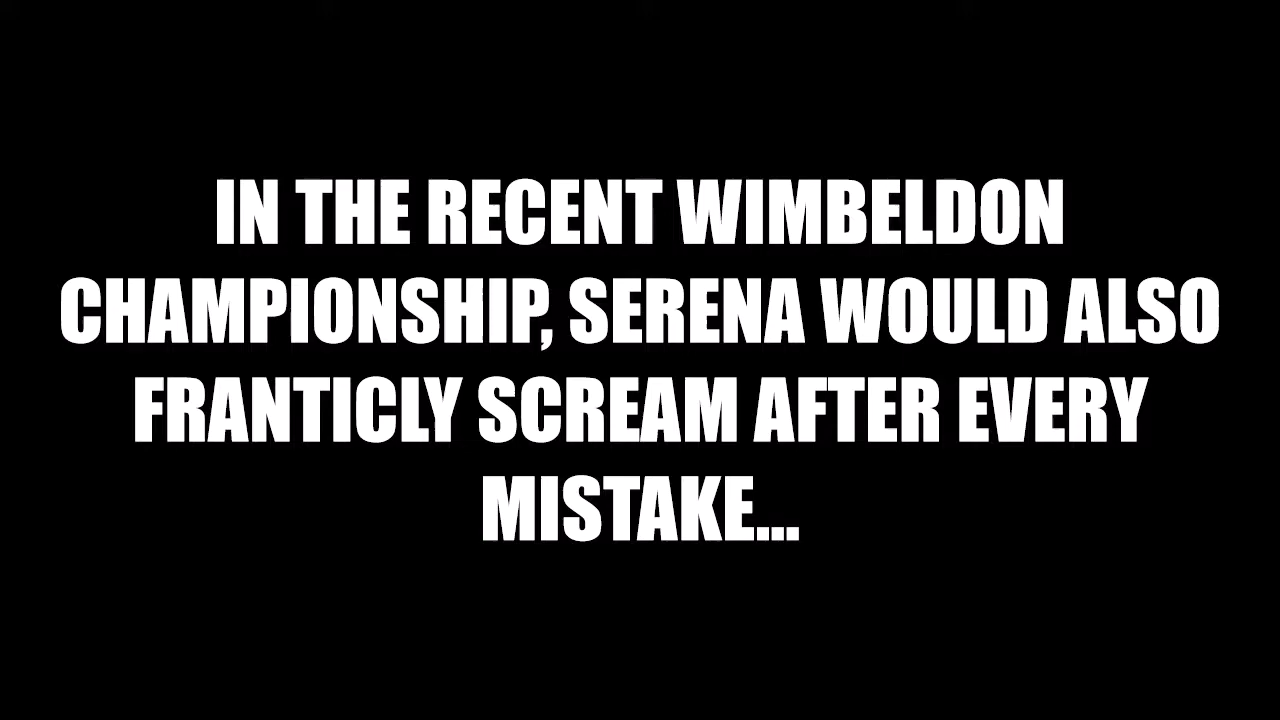 IN THE RECENT WIMBELDON
CHAMPIONSHIP, SERENA WOULD ALSO
FRANTICLY SCREAM AFTER EVERY
MISTAKE...